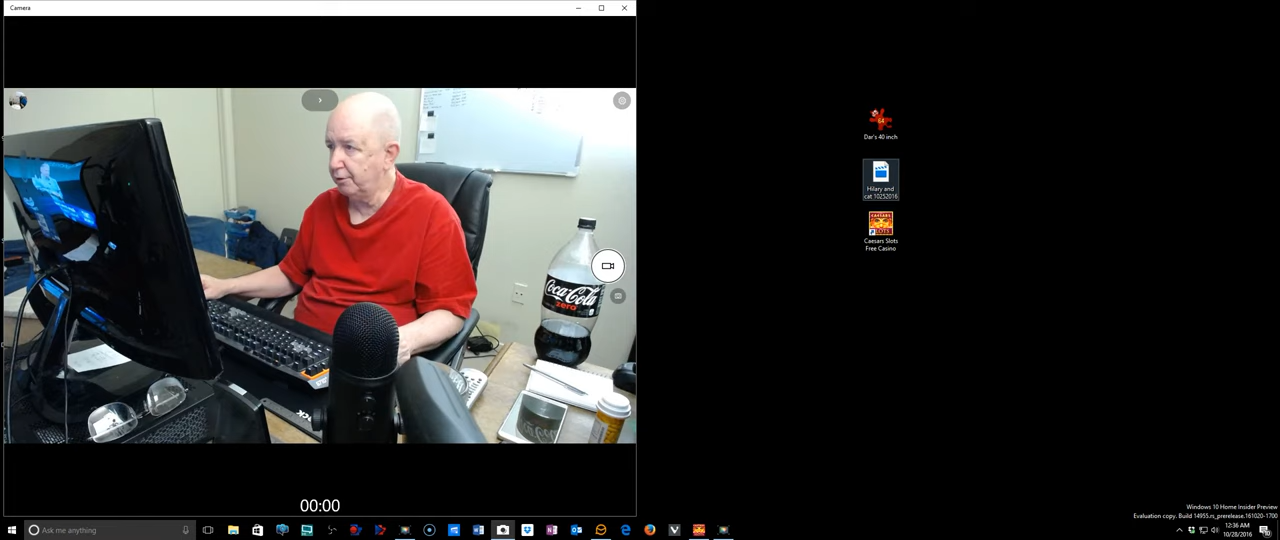 Camera
Coca-Cola
zero
00:00
Dar's 40 inch
Hilary and
cat 10252016
CAESARS
SLOTS
Caesars Slots
Free Casino
Windows 10 Home Insider Preview
Evaluation copy. Build 14955.rs_prerelease.161020-1700
Ask me anything
12:36 AM
10/28/2016